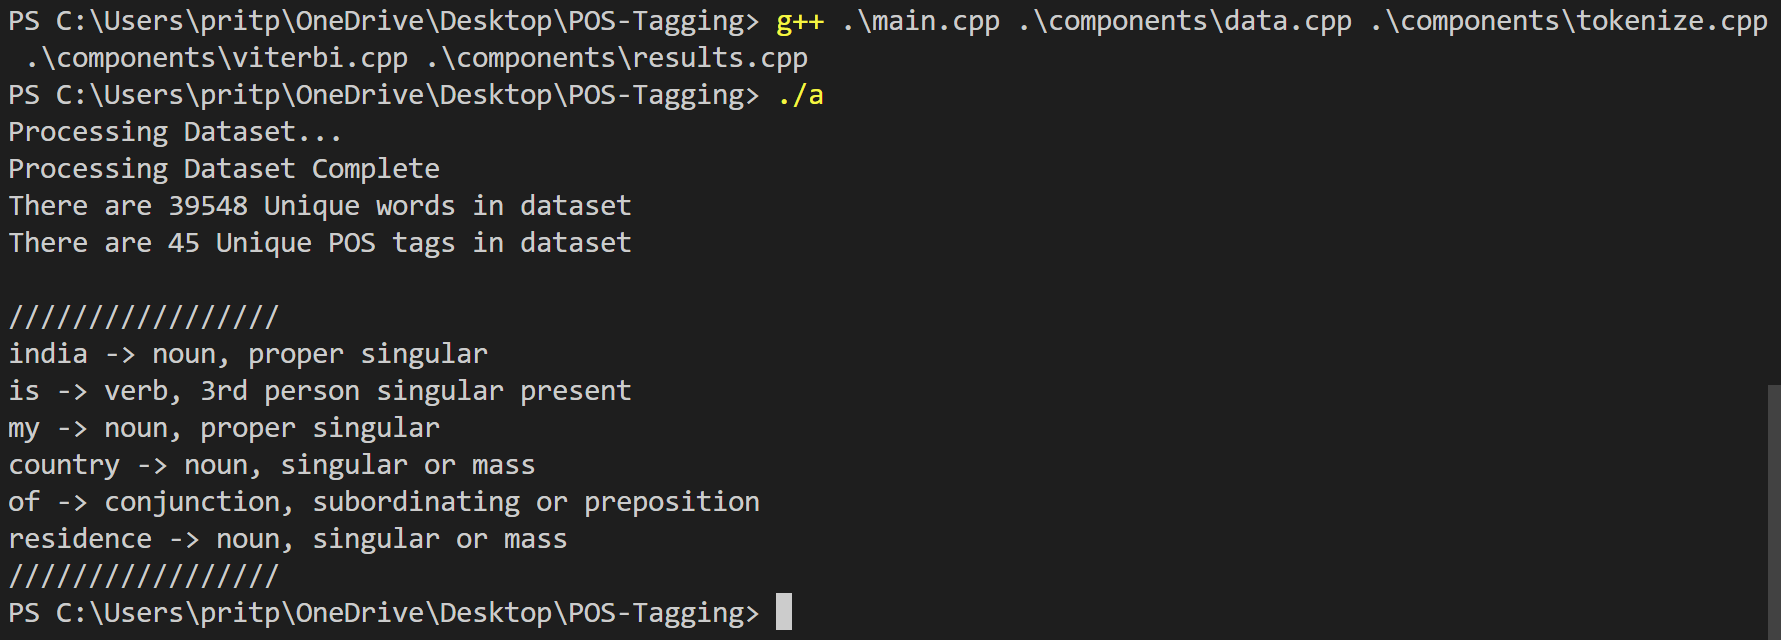 PS C:\Users\pritp\OneDrive\Desktop\POS-Tagging> g++ .\main.cpp .\components\data.cpp .\components\tokenize.cpp
 .\components\viterbi.cpp .\components\results.cpp
PS C:\Users\pritp\OneDrive\Desktop\POS-Tagging> ./a
Processing Dataset...
Processing Dataset Complete
There are 39548 Unique words in dataset
There are 45 Unique POS tags in dataset

/////////////////
india -> noun, proper singular
is -> verb, 3rd person singular present
my -> noun, proper singular
country -> noun, singular or mass
of -> conjunction, subordinating or preposition
residence -> noun, singular or mass
/////////////////
PS C:\Users\pritp\OneDrive\Desktop\POS-Tagging>